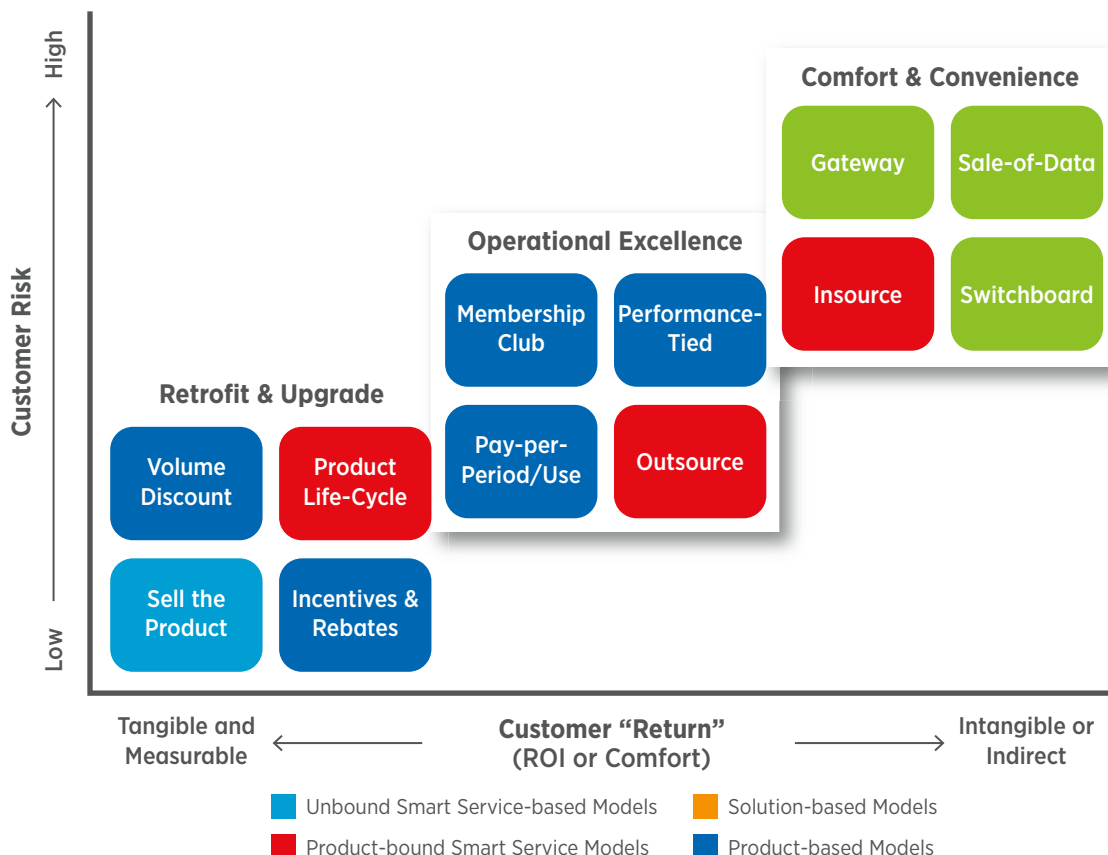 High
Customer Risk
Low
Comfort & Convenience
Gateway
Sale-of-Data
Insource
Switchboard
Operational Excellence
Membership
Club
Performance-
Tied
Pay-per-
Period/Use
Outsource
Retrofit & Upgrade
Volume
Discount
Product
Life-Cycle
Sell the
Product
Incentives &
Rebates
Tangible and
Measurable
Customer “Return”
(ROI or Comfort)
Intangible or
Indirect
Unbound Smart Service-based Models
Solution-based Models
Product-bound Smart Service Models
Product-based Models